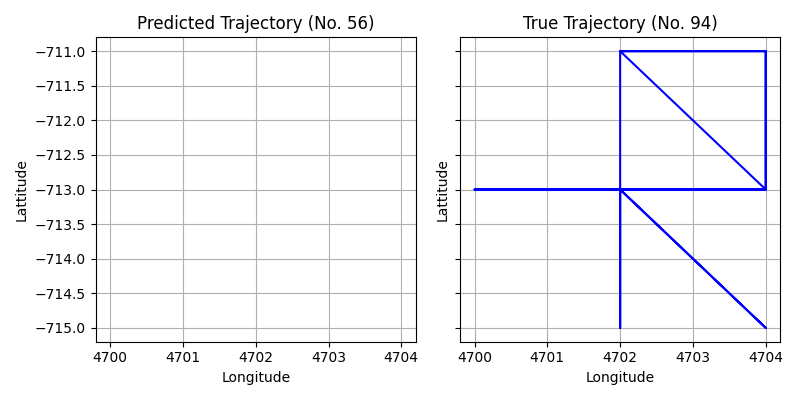 Predicted Trajectory (No. 56)
True Trajectory (No. 94)
Lattitude
−711.0
−711.5
−712.0
−712.5
−713.0
−713.5
−714.0
−714.5
−715.0
4700 4701 4702 4703 4704
Longitude
Lattitude
4700 4701 4702 4703 4704
Longitude